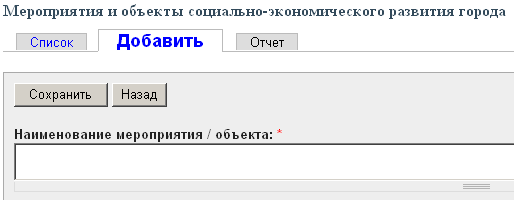 Мероприятия и объекты социально-экономического развития города
Список Добавить Отчет
Сохранить Назад
Наименование мероприятия / объекта: *